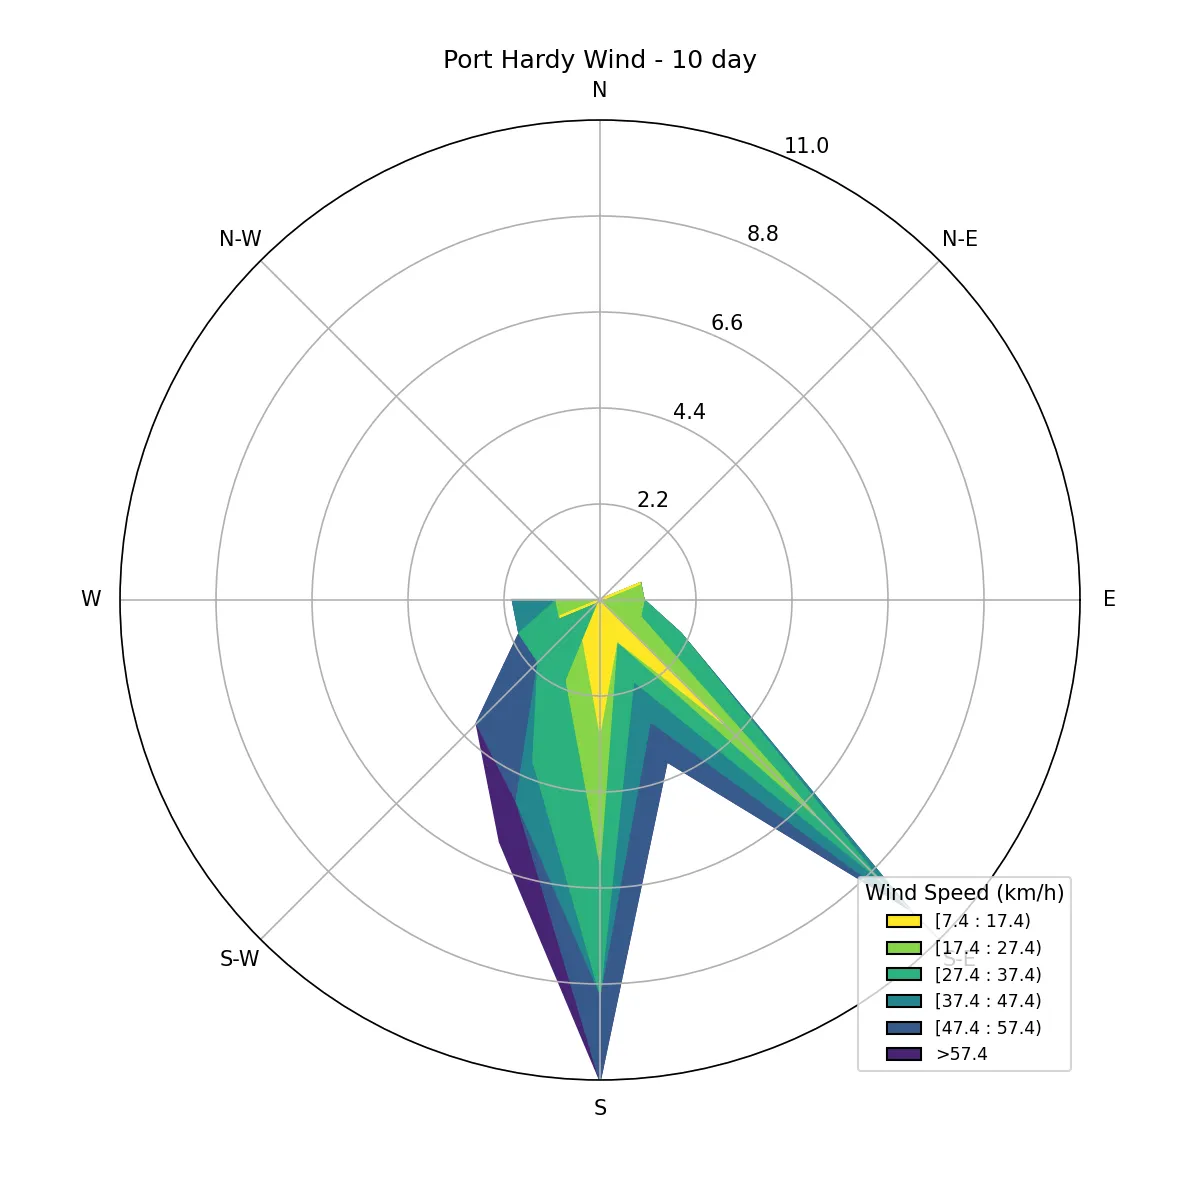 Port Hardy Wind - 10 day
N
11.0
N-W
8.8
N-E
6.6
4.4
2.2
W
E
Wind Speed (km/h)
[7.4 : 17.4)
[17.4 : 27.4)
S-W
S-E
[27.4 : 37.4)
[37.4 : 47.4)
[47.4 : 57.4)
>57.4
S